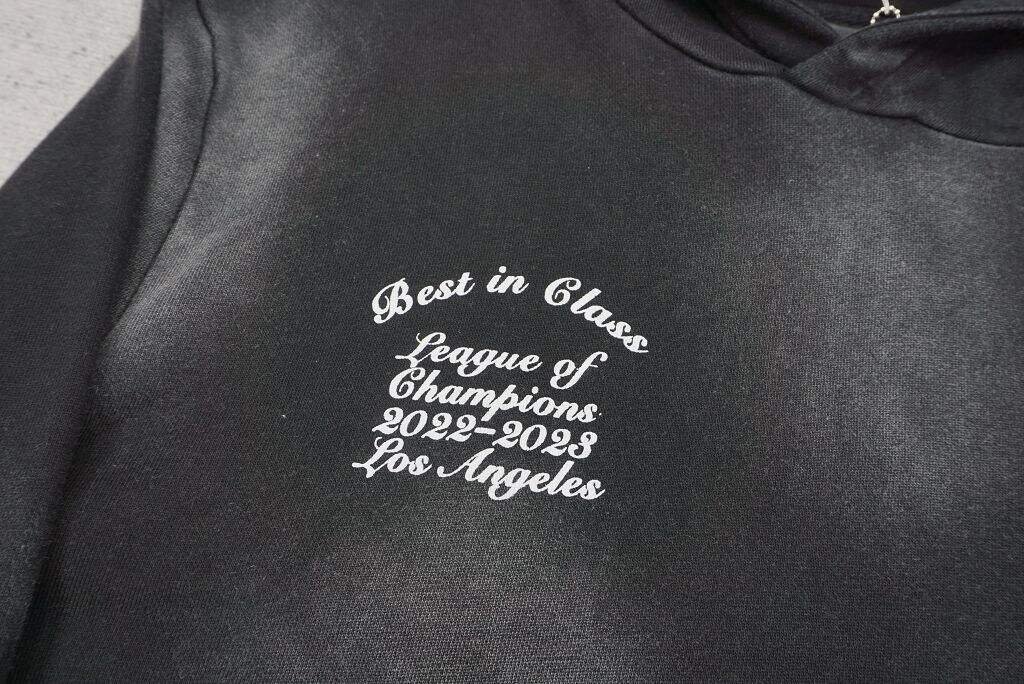 Best in Class
League of
Champions
2022-2023
Los Angeles